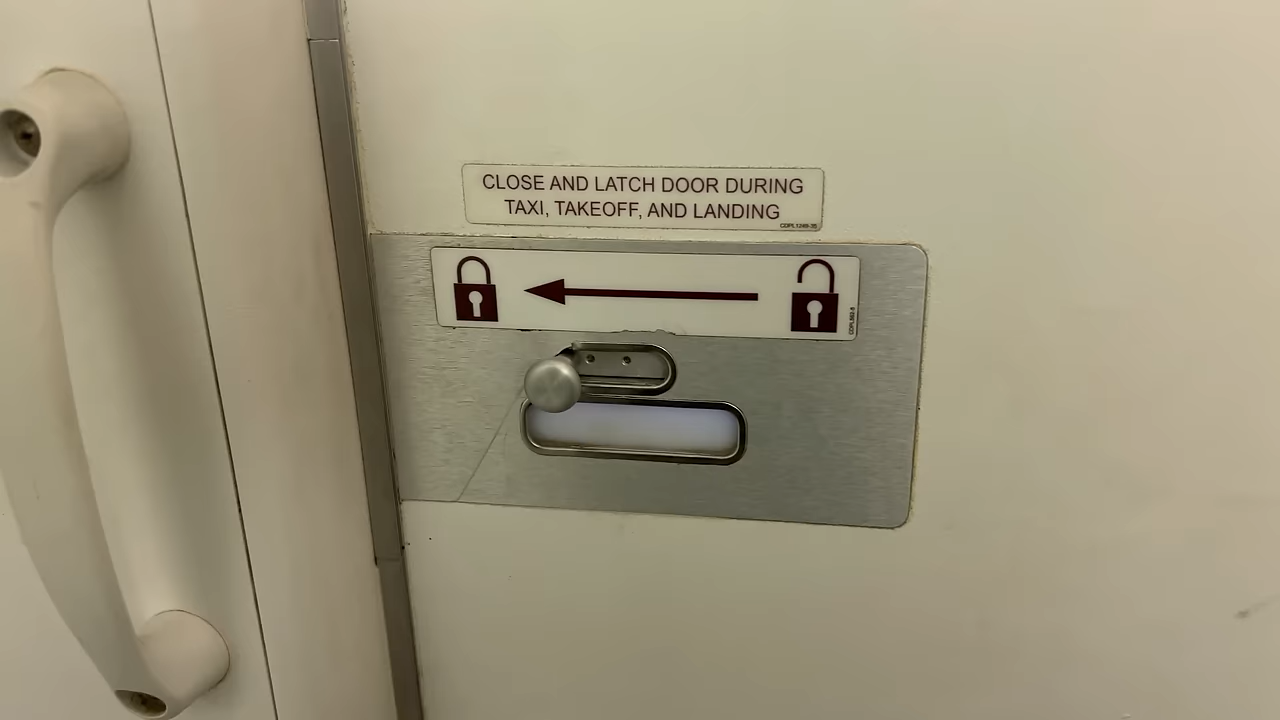 CLOSE AND LATCH DOOR DURING
TAXI, TAKEOFF, AND LANDING